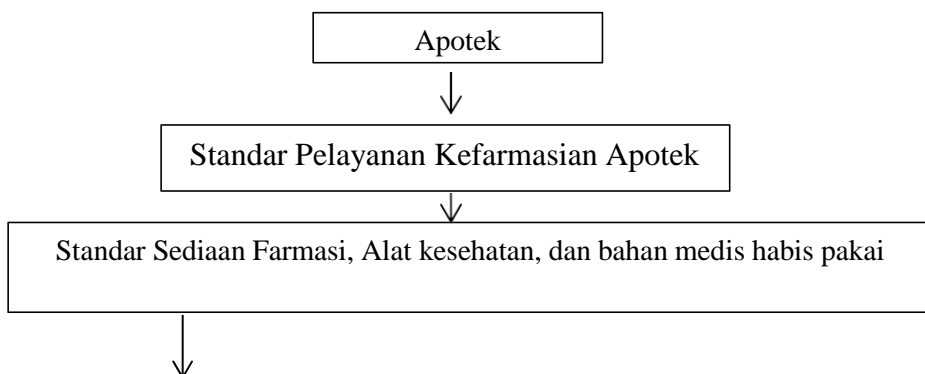 Apotek
Standar Pelayanan Kefarmasian Apotek
Standar Sediaan Farmasi, Alat kesehatan, dan bahan medis habis pakai